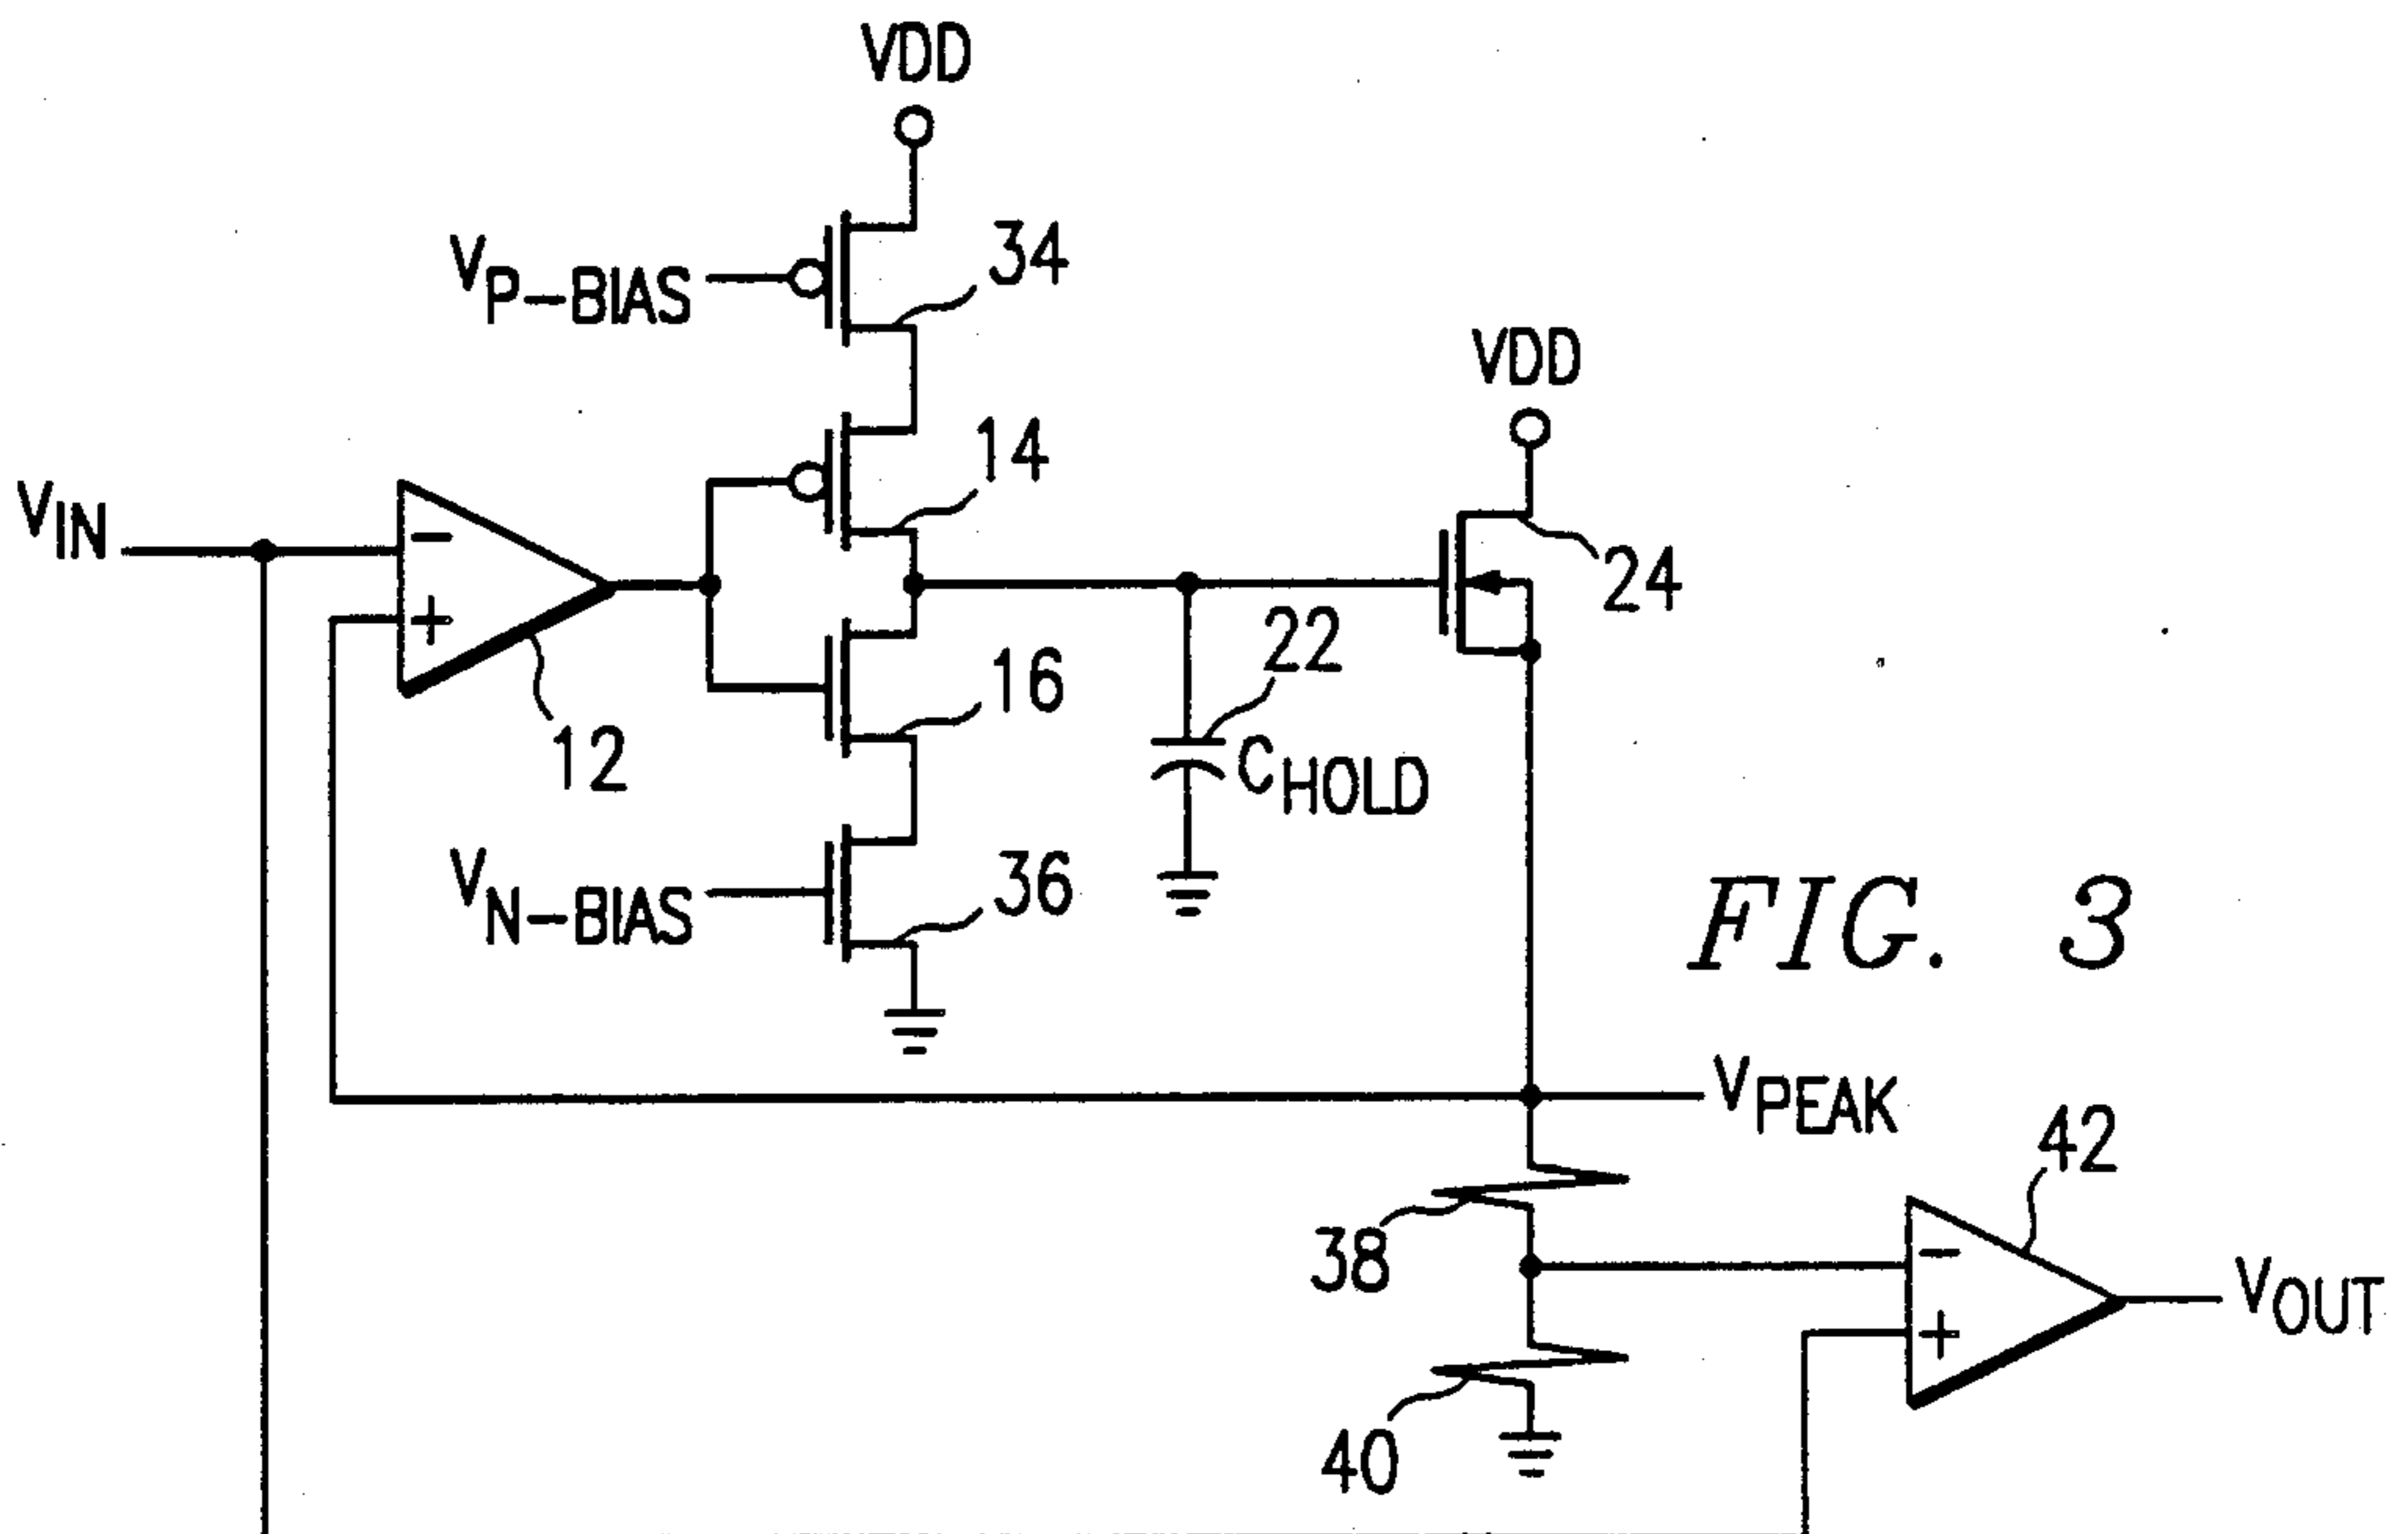 VDD
34
VP-BIAS
VDD
14
VIN
−
24
+
22
16
12
CHOLD
36
VN-BIAS
FIG. 3
VPEAK
42
38
−
VOUT
+
40